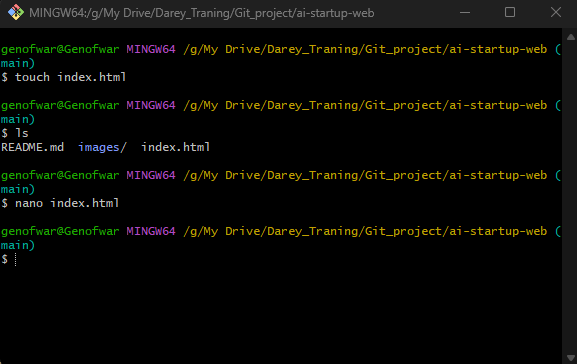 MINGW64:/g/My Drive/Darey_Traning/Git_project/ai-startup-web
genofwar@Genofwar MINGW64 /g/My Drive/Darey_Traning/Git_project/ai-startup-web (
main)
$ touch index.html
genofwar@Genofwar MINGW64 /g/My Drive/Darey_Traning/Git_project/ai-startup-web (
main)
$ ls
README.md  images/  index.html
genofwar@Genofwar MINGW64 /g/My Drive/Darey_Traning/Git_project/ai-startup-web (
main)
$ nano index.html
genofwar@Genofwar MINGW64 /g/My Drive/Darey_Traning/Git_project/ai-startup-web (
main)
$